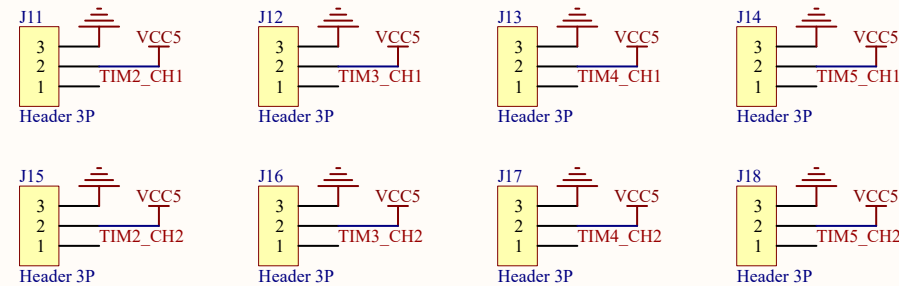 J11
VCC5
3
2
TIM2_CH1
1
Header 3P
J12
VCC5
3
2
TIM3_CH1
1
Header 3P
J13
VCC5
3
2
TIM4_CH1
1
Header 3P
J14
VCC5
3
2
TIM5_CH1
1
Header 3P
J15
VCC5
3
2
TIM2_CH2
1
Header 3P
J16
VCC5
3
2
TIM3_CH2
1
Header 3P
J17
VCC5
3
2
TIM4_CH2
1
Header 3P
J18
VCC5
3
2
TIM5_CH2
1
Header 3P